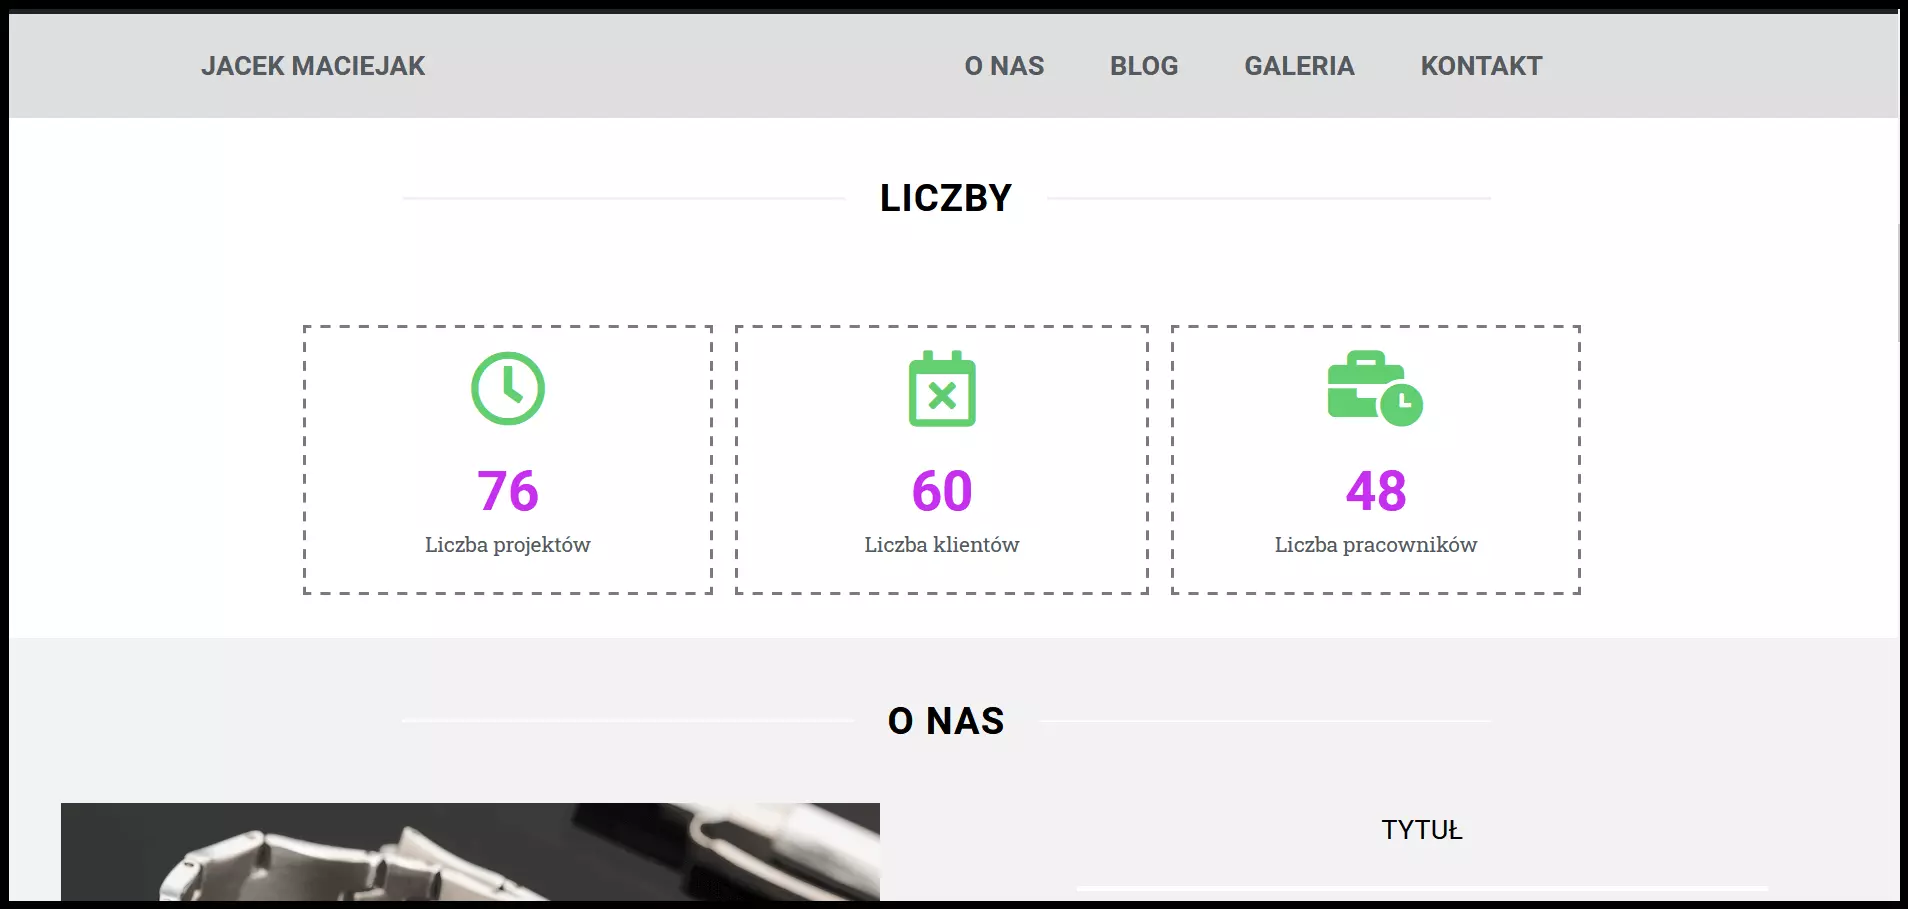 JACEK MACIEJAK O NAS BLOG GALERIA KONTAKT
LICZBY
76 60 48
Liczba projektów Liczba klientów Liczba pracowników
O NAS
TYTUŁ